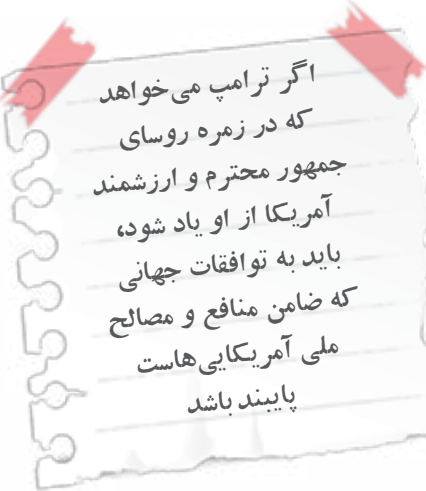 اگر ترامپ می‌خواهد
که در زمره روسای
جمهور محترم و ارزشمند
آمریکا از او یاد شود،
باید به توافقات جهانی
که ضامن منافع و مصالح
ملی آمریکایی‌هاست
پایبند باشد